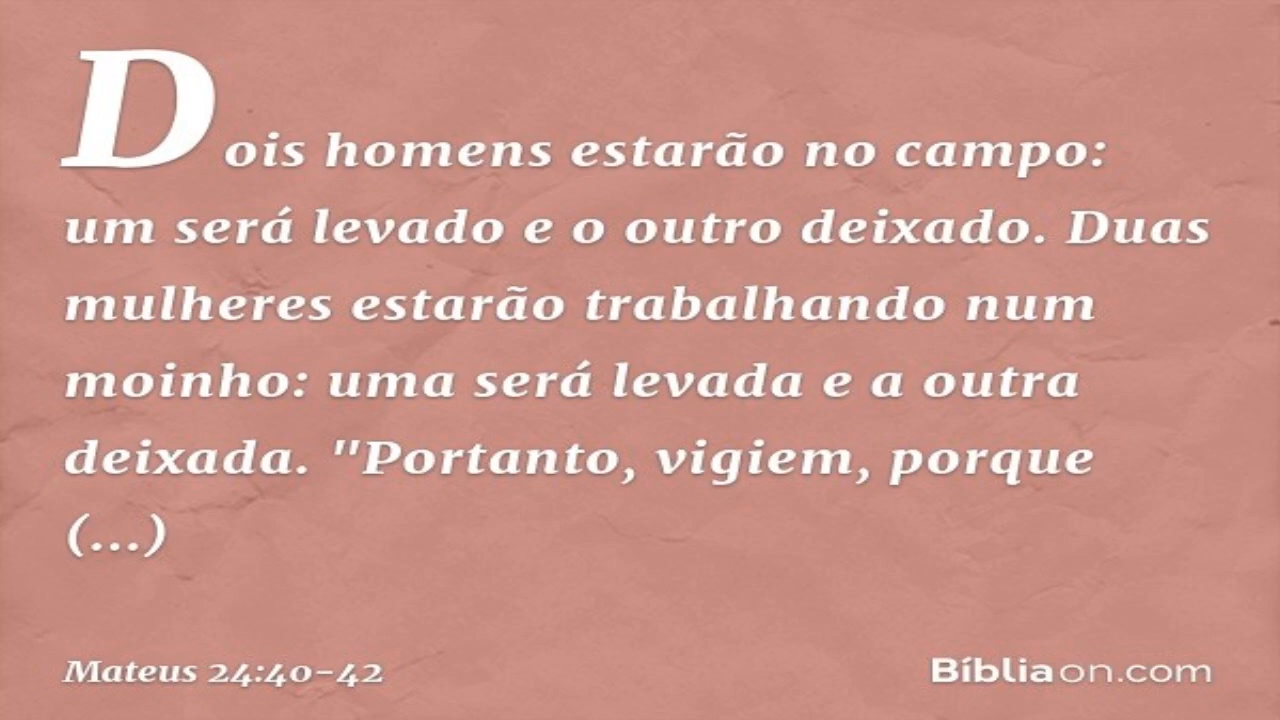 Dois homens estarão no campo:
um será levado e o outro deixado. Duas
mulheres estarão trabalhando num
moinho: uma será levada e a outra
deixada. "Portanto, vigiem, porque
(...)
Mateus 24:40-42
Bíbliaon.com